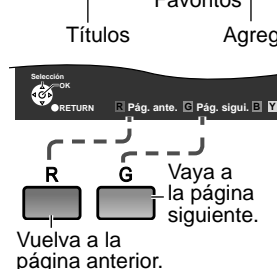 Favoritos
Títulos
Agreg
Selección
OK
RETURN
R Pág. ante. G Pág. sigui. B Y
R G
Vaya a
la página
siguiente.
Vuelva a la
página anterior.